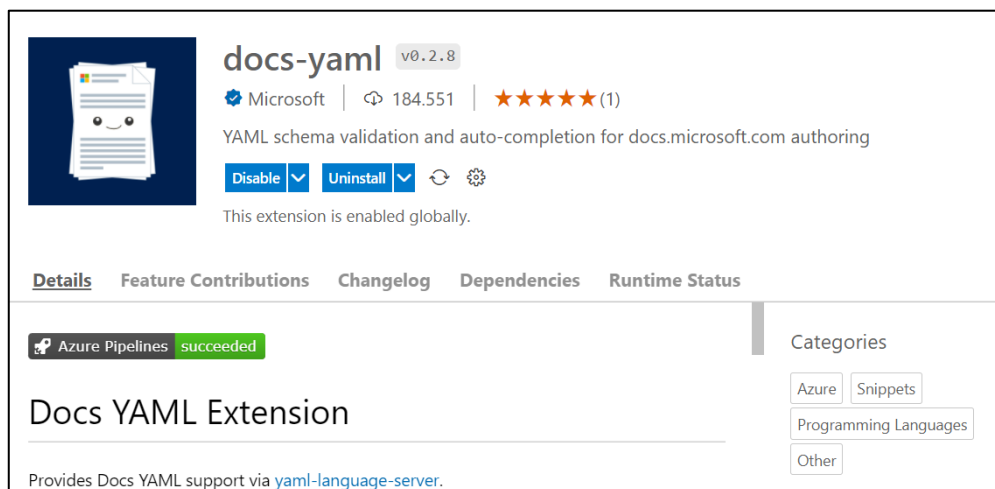 docs-yaml v0.2.8
Microsoft 184.551 (1)
YAML schema validation and auto-completion for docs.microsoft.com authoring
Disable Uninstall
This extension is enabled globally.
Details Feature Contributions Changelog Dependencies Runtime Status
Azure Pipelines succeeded
Docs YAML Extension
Provides Docs YAML support via yaml-language-server.
Categories
Azure Snippets
Programming Languages
Other